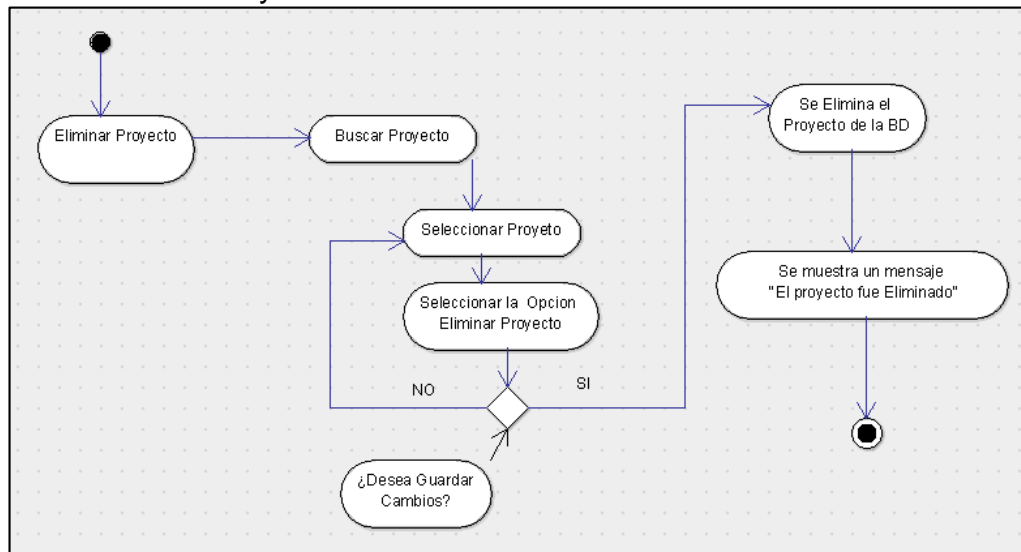 Eliminar Proyecto
Buscar Proyecto
Seleccionar Proyeto
Seleccionar la Opcion
Eliminar Proyecto
NO
SI
¿Desea Guardar
Cambios?
Se Elimina el
Proyecto de la BD
Se muestra un mensaje
"El proyecto fue Eliminado"